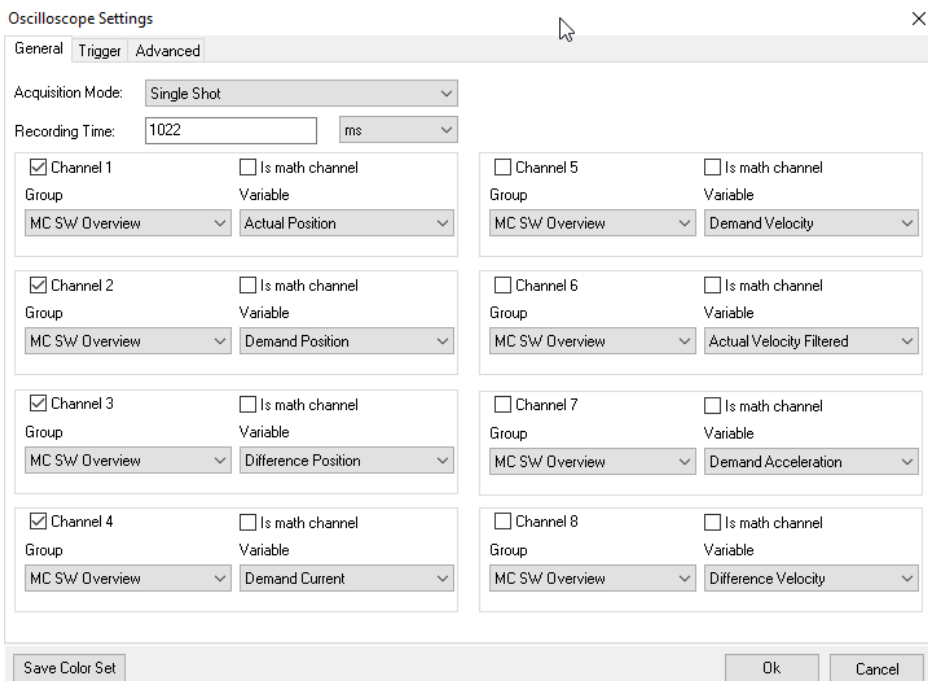 Oscilloscope Settings
General Trigger Advanced
Acquisition Mode: Single Shot
Recording Time: 1022 ms
Channel 1 Is math channel
Group Variable
MC SW Overview Actual Position
Channel 2 Is math channel
Group Variable
MC SW Overview Demand Position
Channel 3 Is math channel
Group Variable
MC SW Overview Difference Position
Channel 4 Is math channel
Group Variable
MC SW Overview Demand Current
Channel 5 Is math channel
Group Variable
MC SW Overview Demand Velocity
Channel 6 Is math channel
Group Variable
MC SW Overview Actual Velocity Filtered
Channel 7 Is math channel
Group Variable
MC SW Overview Demand Acceleration
Channel 8 Is math channel
Group Variable
MC SW Overview Difference Velocity
Save Color Set Ok Cancel